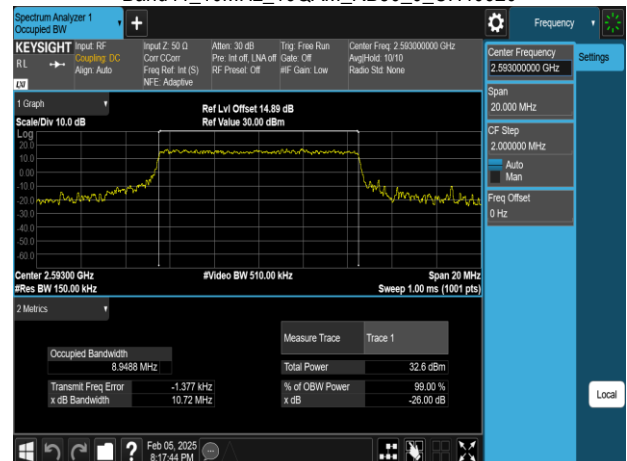 Spectrum Analyzer 1
Occupied BW
Frequency
KEYSIGHT
RL
LXI
Input: RF
Coupling: DC
Align: Auto
Input Z: 50 Ω
Corr CCorr
Freq Ref: Int (S)
NFE: Adaptive
Atten: 30 dB
Pre: Int off, LNA off
RF Preset: Off
Trig: Free Run
Gate: Off
#IF Gain: Low
Center Freq: 2.593000000 GHz
Avg|Hold: 10/10
Radio Std: None
Center Frequency
2.593000000 GHz
Settings
Span
20.000 MHz
CF Step
2.000000 MHz
Auto
Man
Freq Offset
0 Hz
Local
1 Graph
Scale/Div 10.0 dB
Ref Lvl Offset 14.89 dB
Ref Value 30.00 dBm
Log
20.0
10.0
0.00
-10.0
-20.0
-30.0
-40.0
-50.0
-60.0
Center 2.59300 GHz
#Res BW 150.00 kHz
#Video BW 510.00 kHz
Span 20 MHz
Sweep 1.00 ms (1001 pts)
2 Metrics
Measure Trace Trace 1
Occupied Bandwidth
8.9488 MHz
Total Power 32.6 dBm
Transmit Freq Error -1.377 kHz
% of OBW Power 99.00 %
x dB Bandwidth 10.72 MHz
x dB -26.00 dB
Feb 05, 2025
8:17:44 PM